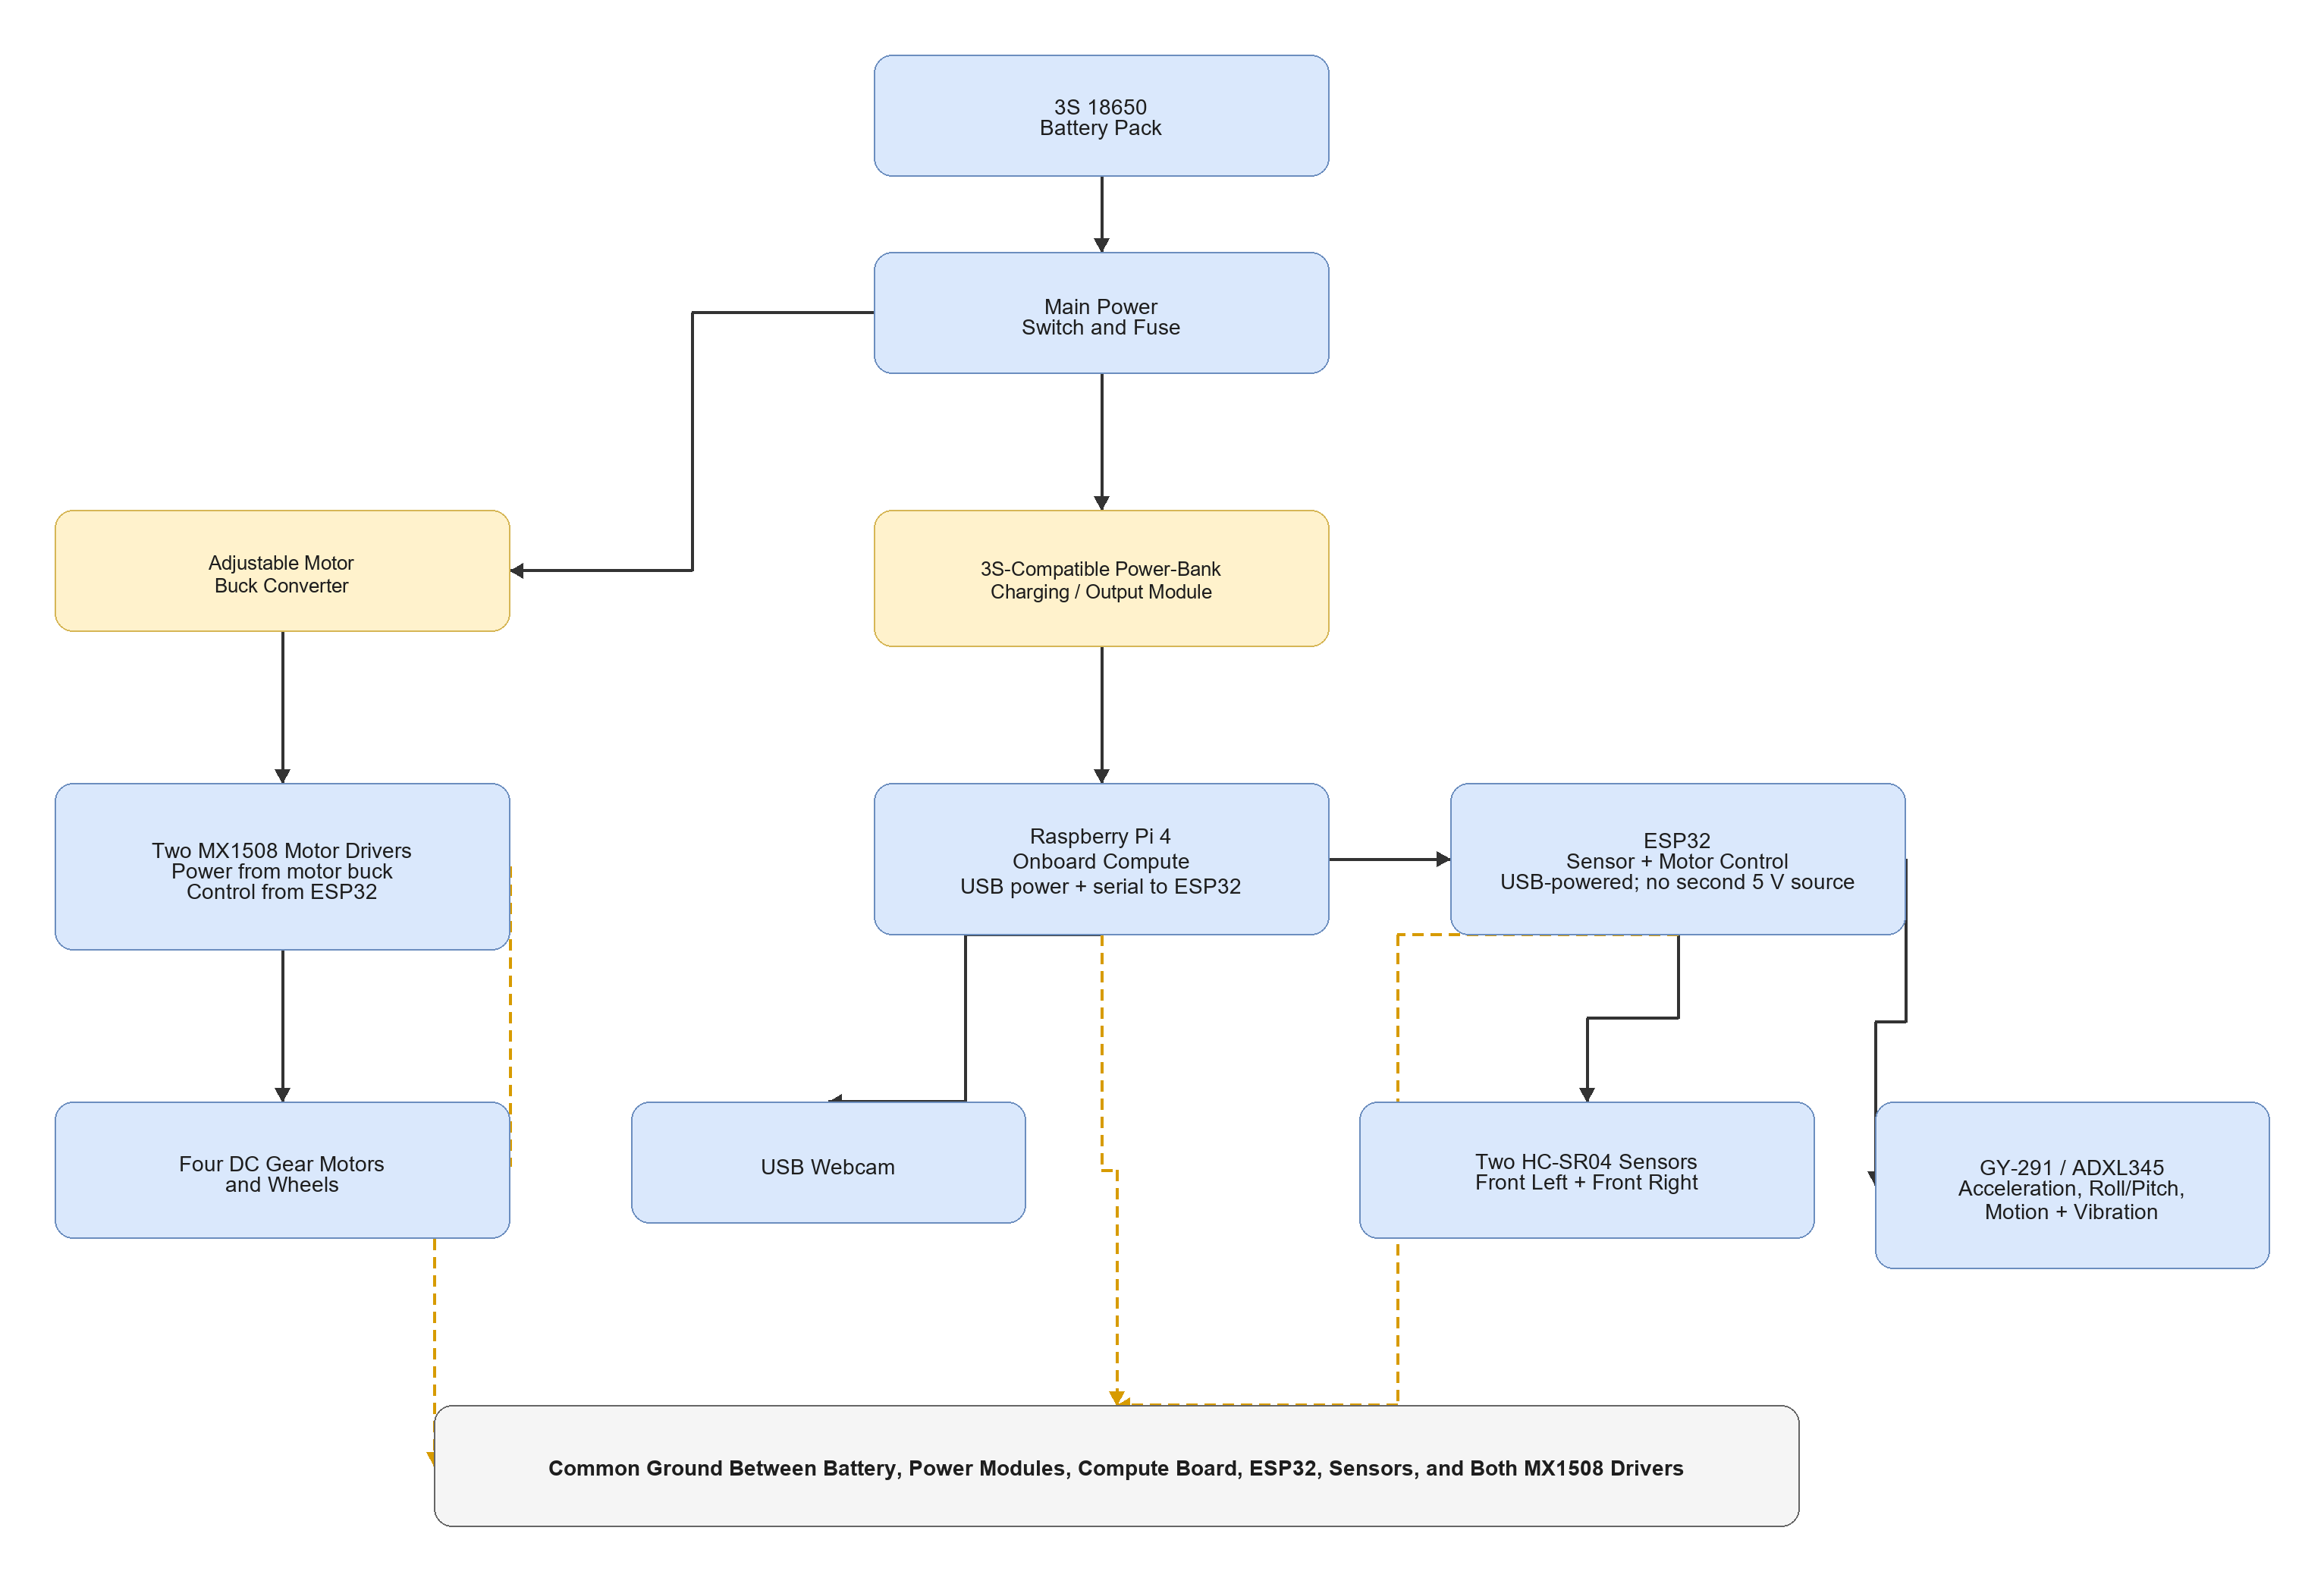 3S 18650
Battery Pack
Main Power
Switch and Fuse
Adjustable Motor
Buck Converter
3S-Compatible Power-Bank
Charging / Output Module
Two MX1508 Motor Drivers
Power from motor buck
Control from ESP32
Raspberry Pi 4
Onboard Compute
USB power + serial to ESP32
ESP32
Sensor + Motor Control
USB-powered; no second 5 V source
Four DC Gear Motors
and Wheels
USB Webcam
Two HC-SR04 Sensors
Front Left + Front Right
GY-291 / ADXL345
Acceleration, Roll/Pitch,
Motion + Vibration
Common Ground Between Battery, Power Modules, Compute Board, ESP32, Sensors, and Both MX1508 Drivers